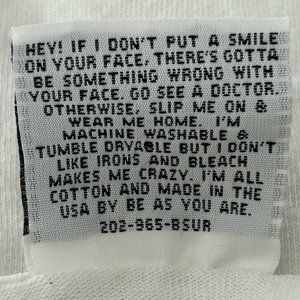 HEY! IF I DON'T PUT A SMILE
ON YOUR FACE, THERE'S GOTTA
BE SOMETHING WRONG WITH
YOUR FACE. GO SEE A DOCTOR.
OTHERWISE, SLIP ME ON &
WEAR ME HOME. I'M
MACHINE WASHABLE &
TUMBLE DRYABLE BUT I DON'T
LIKE IRONS AND BLEACH
MAKES ME CRAZY. I'M ALL
COTTON AND MADE IN THE
USA BY BE AS YOU ARE.
202-965-BSUR